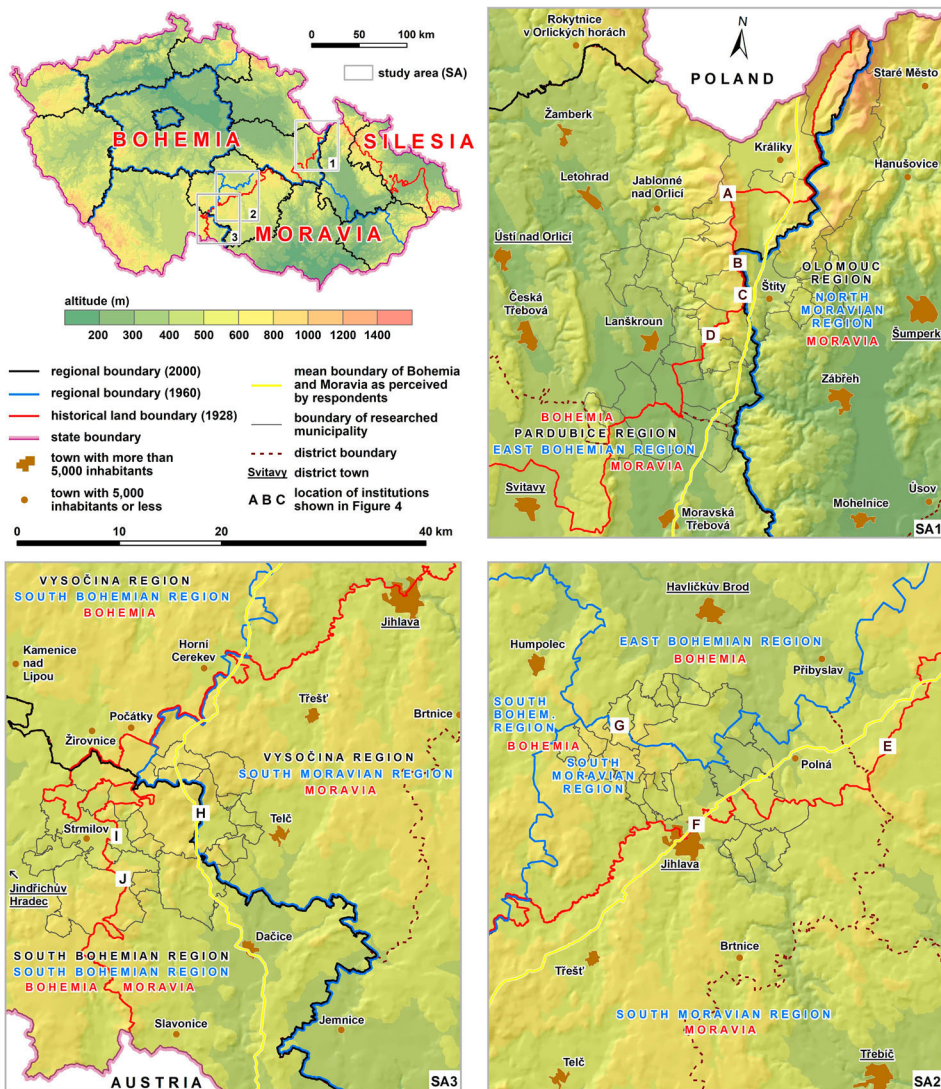 0 50 100 km
study area (SA)
BOHEMIA
SILESIA
MORAVIA
1
2
3
altitude (m)
200 300 400 500 600 800 1000 1200 1400
regional boundary (2000)
regional boundary (1960)
historical land boundary (1928)
state boundary
town with more than
5,000 inhabitants
town with 5,000
inhabitants or less
mean boundary of Bohemia
and Moravia as perceived
by respondents
boundary of researched
municipality
district boundary
Svitavy district town
A B C location of institutions
shown in Figure 4
0 10 20 40 km
Rokytnice
v Orlických horách
N
POLAND
Staré Město
Žamberk
Králíky
Hanušovice
Letohrad
Jablonné
nad Orlicí
A
Ústí nad Orlicí
B
OLOMOUC
REGION
C
Štíty
NORTH
MORAVIAN
REGION
MORAVIA
Česká
Třebová
Lanškroun
D
Šumperk
Zábřeh
BOHEMIA
PARDUBICE REGION
EAST BOHEMIAN REGION
MORAVIA
Svitavy
Moravská
Třebová
Mohelnice
Úsov
SA1
VYSOČINA REGION
SOUTH BOHEMIAN REGION
BOHEMIA
Jihlava
Kamenice
nad
Lipou
Horní
Cerekev
Třešť
Počátky
Brtnice
Žirovnice
VYSOČINA REGION
SOUTH MORAVIAN REGION
MORAVIA
H
Telč
Strmilov
I
J
Jindřichův
Hradec
Dačice
SOUTH BOHEMIAN REGION
SOUTH BOHEMIAN REGION
BOHEMIA MORAVIA
Slavonice
Jemnice
AUSTRIA
SA3
Havlíčkův Brod
Humpolec
EAST BOHEMIAN REGION
BOHEMIA
Přibyslav
SOUTH
BOHEM.
REGION
BOHEMIA
G
E
SOUTH
MORAVIAN
REGION
Polná
F
Jihlava
Třešť
Brtnice
SOUTH MORAVIAN REGION
MORAVIA
Telč
Třebíč
SA2